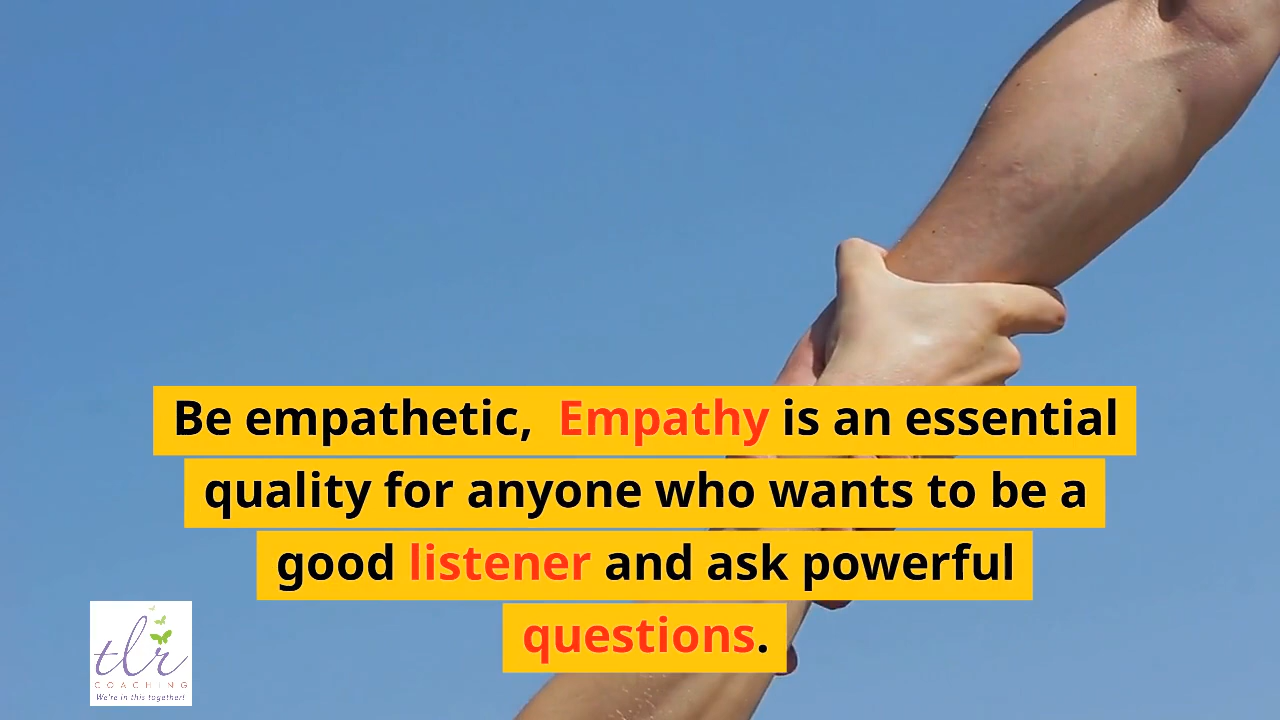 Be empathetic, Empathy is an essential
quality for anyone who wants to be a
good listener and ask powerful
questions.
tlr
COACHING
We're in this together!